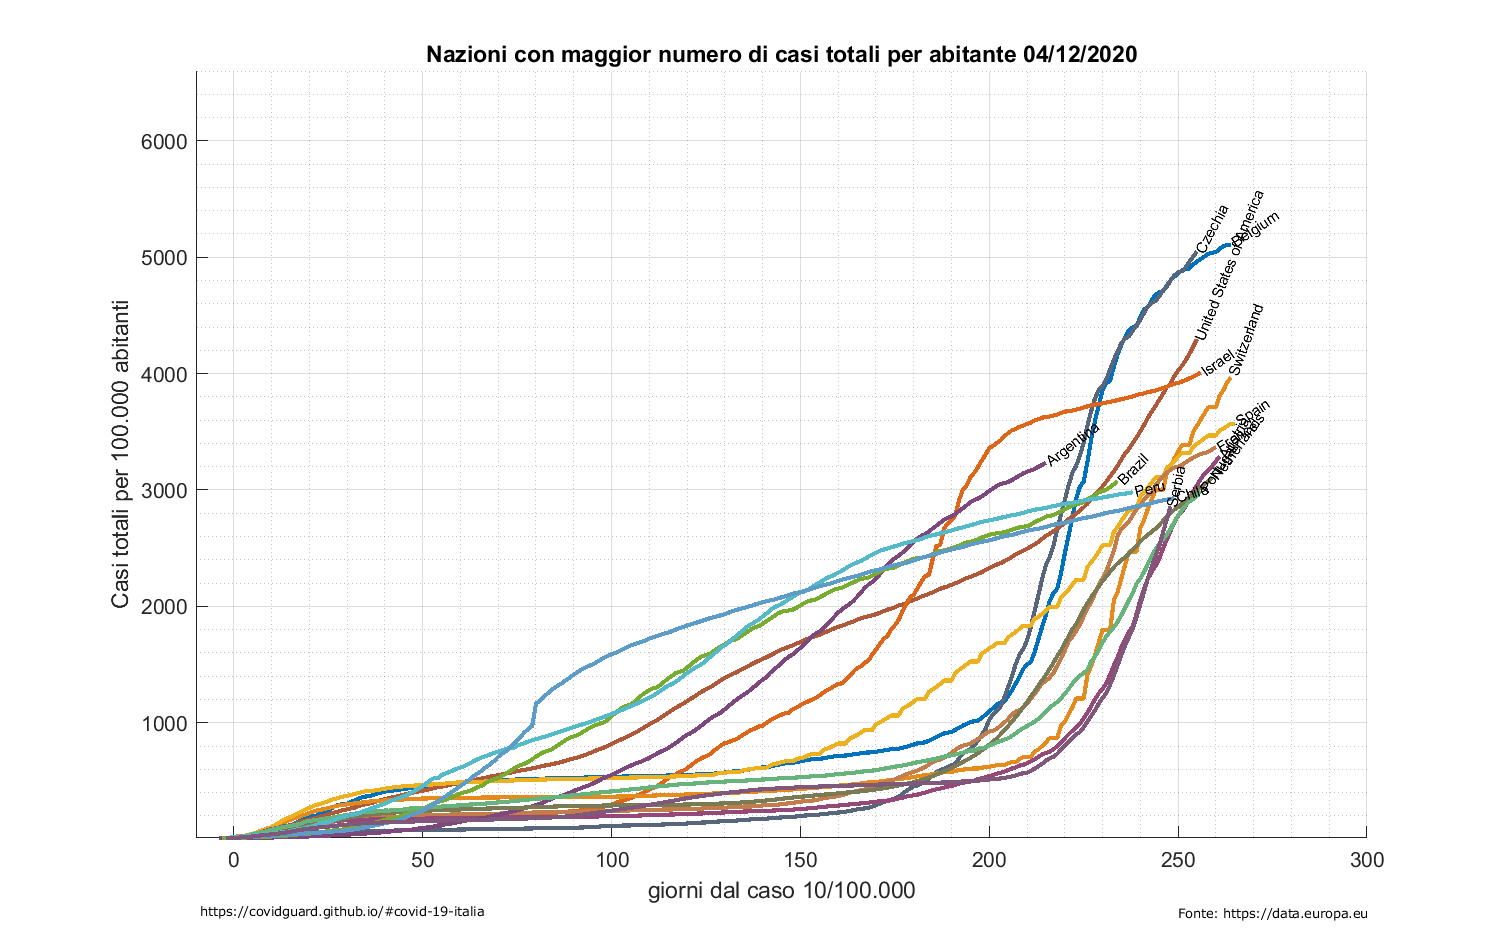 Nazioni con maggior numero di casi totali per abitante 04/12/2020
Casi totali per 100.000 abitanti
6000
5000
4000
3000
2000
1000
Czechia
Belgium
United States of America
Switzerland
Israel
Spain
Argentina
Brazil
Peru
Serbia
Chile
Netherlands
0
50
100
150
200
250
300
giorni dal caso 10/100.000
https://covidguard.github.io/#covid-19-italia
Fonte: https://data.europa.eu